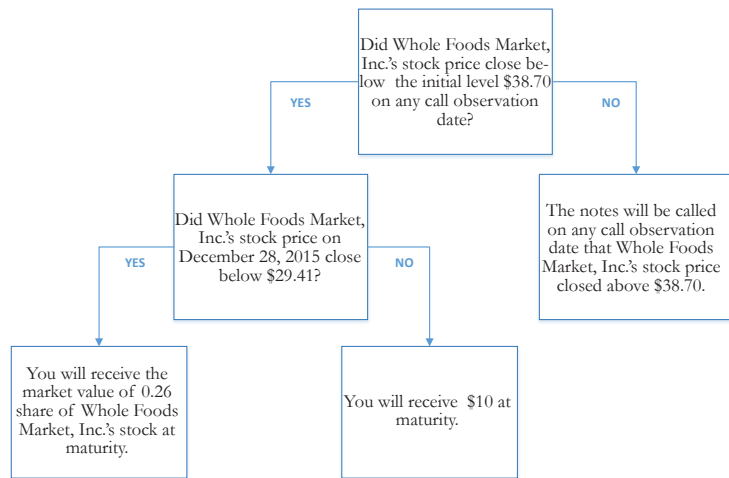 Did Whole Foods Market,
Inc.'s stock price close be-
low the initial level $38.70
on any call observation
date?
YES
NO
Did Whole Foods Market,
Inc.'s stock price on
December 28, 2015 close
below $29.41?
The notes will be called
on any call observation
date that Whole Foods
Market, Inc.'s stock price
closed above $38.70.
YES
NO
You will receive the
market value of 0.26
share of Whole Foods
Market, Inc.'s stock at
maturity.
You will receive $10 at
maturity.